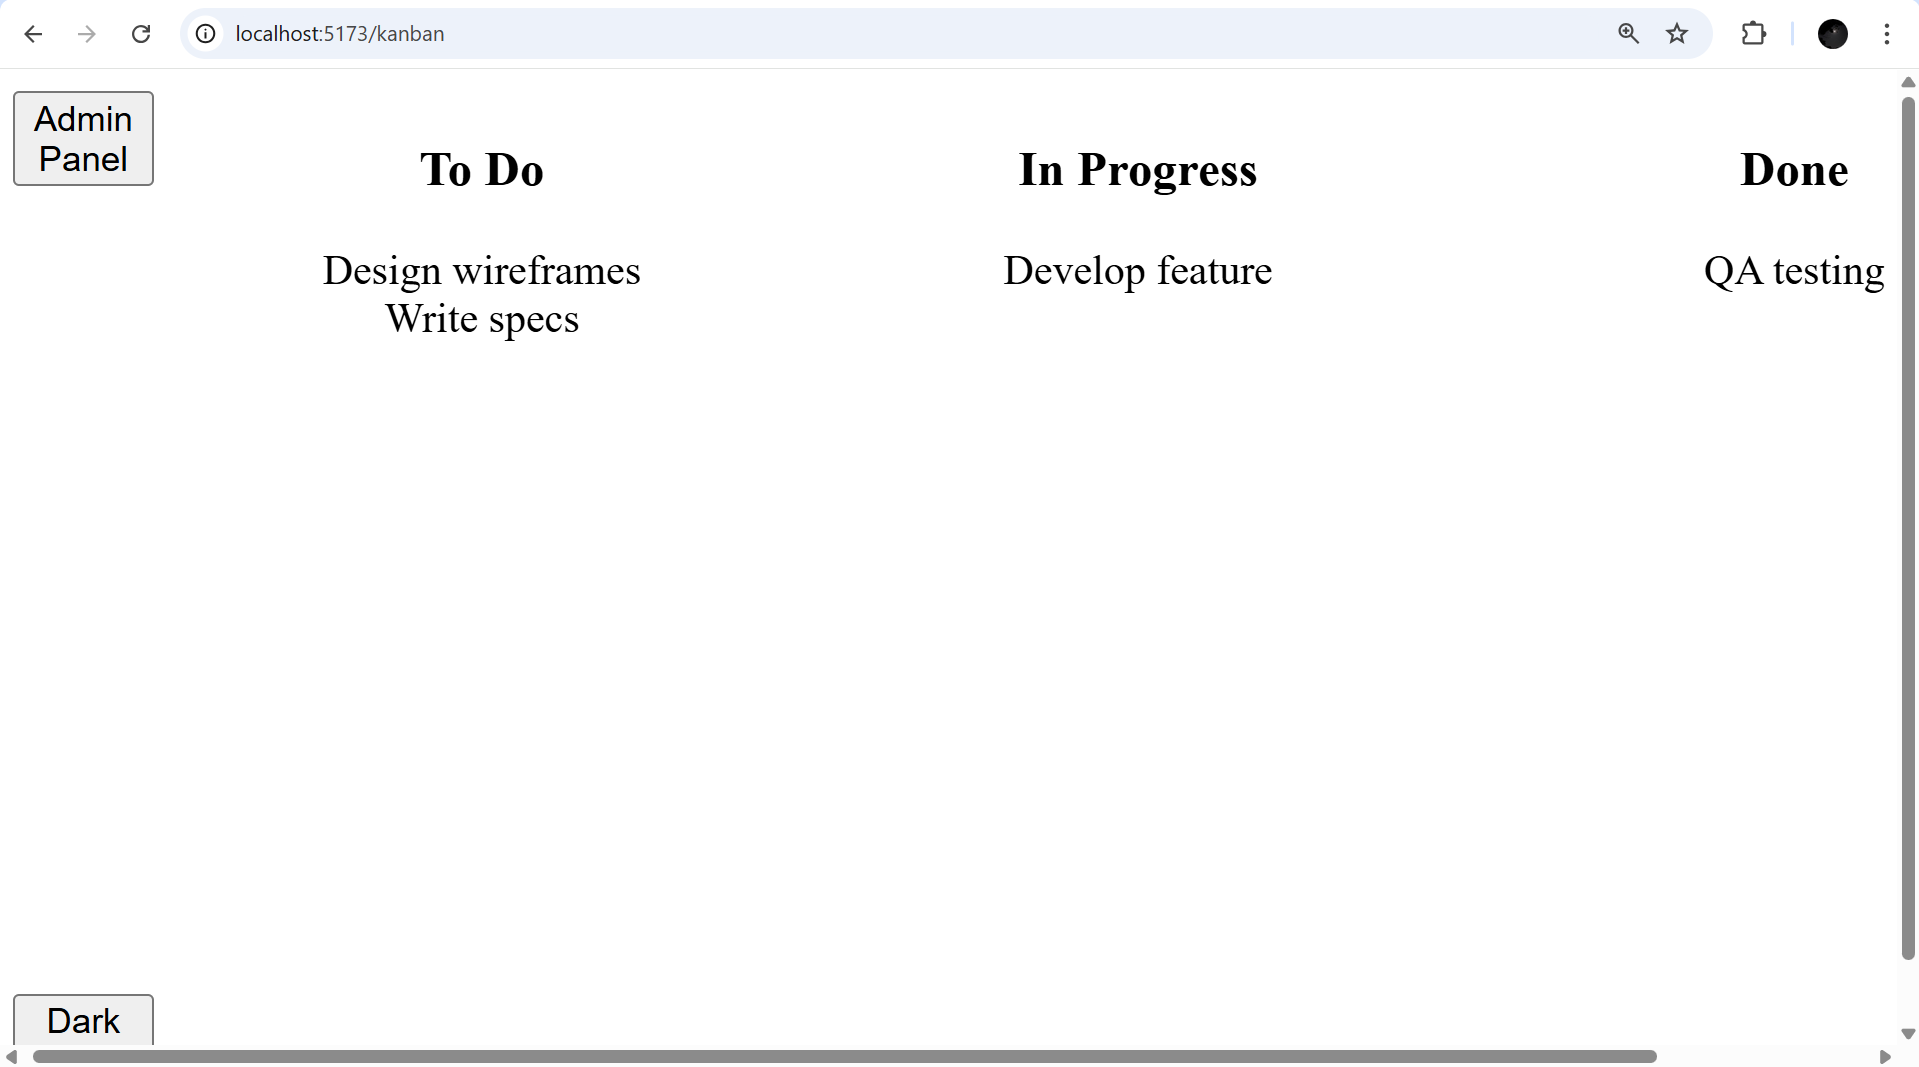 localhost:5173/kanban
Admin
Panel
To Do
Design wireframes
Write specs
In Progress
Develop feature
Done
QA testing
Dark